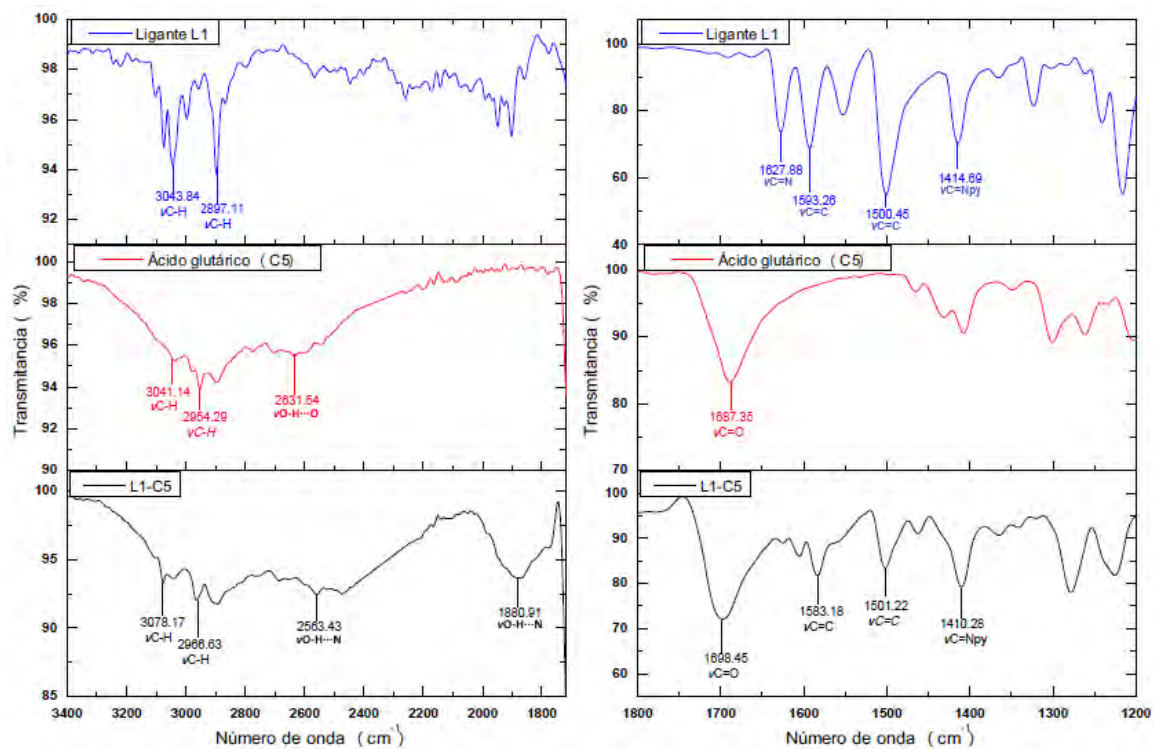 100
98
96
94
92
Ligante L1
3043.84
νC-H
2897.11
νC-H
100
98
96
94
92
90
Ácido glutárico ( C5)
3041.14
νC-H
2954.29
νC-H
2631.54
νO-H···O
100
95
90
85
L1-C5
3078.17
νC-H
2966.63
νC-H
2563.43
νO-H···N
1880.91
νO-H···N
3400 3200 3000 2800 2600 2400 2200 2000 1800
Número de onda ( cm-1)
Transmitancia ( %)
100
80
60
40
Ligante L1
1627.88
νC=N
1593.26
νC=C
1500.45
νC=C
1414.69
νC=Npy
100
90
80
70
Ácido glutárico ( C5)
1687.35
νC=O
100
90
80
70
60
L1-C5
1698.45
νC=O
1583.18
νC=C
1501.22
νC=C
1410.28
νC=Npy
1800 1700 1600 1500 1400 1300 1200
Número de onda ( cm-1)
Transmitancia ( %)